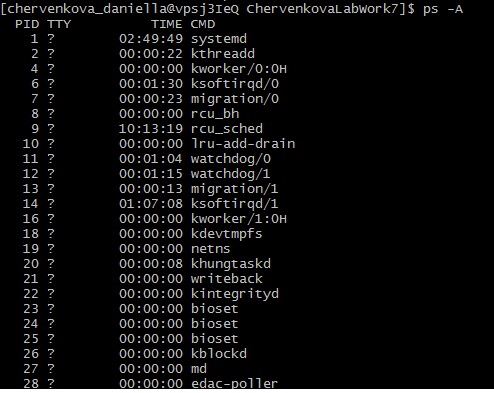 [chervenkova_daniella@vpsj3IeQ ChervenkovaLabWork7]$ ps -A
PID TTY TIME CMD
1 ? 02:49:49 systemd
2 ? 00:00:22 kthreadd
4 ? 00:00:00 kworker/0:0H
6 ? 00:01:30 ksoftirqd/0
7 ? 00:00:23 migration/0
8 ? 00:00:00 rcu_bh
9 ? 10:13:19 rcu_sched
10 ? 00:00:00 lru-add-drain
11 ? 00:01:04 watchdog/0
12 ? 00:01:15 watchdog/1
13 ? 00:00:13 migration/1
14 ? 01:07:08 ksoftirqd/1
16 ? 00:00:00 kworker/1:0H
18 ? 00:00:00 kdevtmpfs
19 ? 00:00:00 netns
20 ? 00:00:08 khungtaskd
21 ? 00:00:00 writeback
22 ? 00:00:00 kintegrityd
23 ? 00:00:00 bioset
24 ? 00:00:00 bioset
25 ? 00:00:00 bioset
26 ? 00:00:00 kblockd
27 ? 00:00:00 md
28 ? 00:00:00 edac-poller